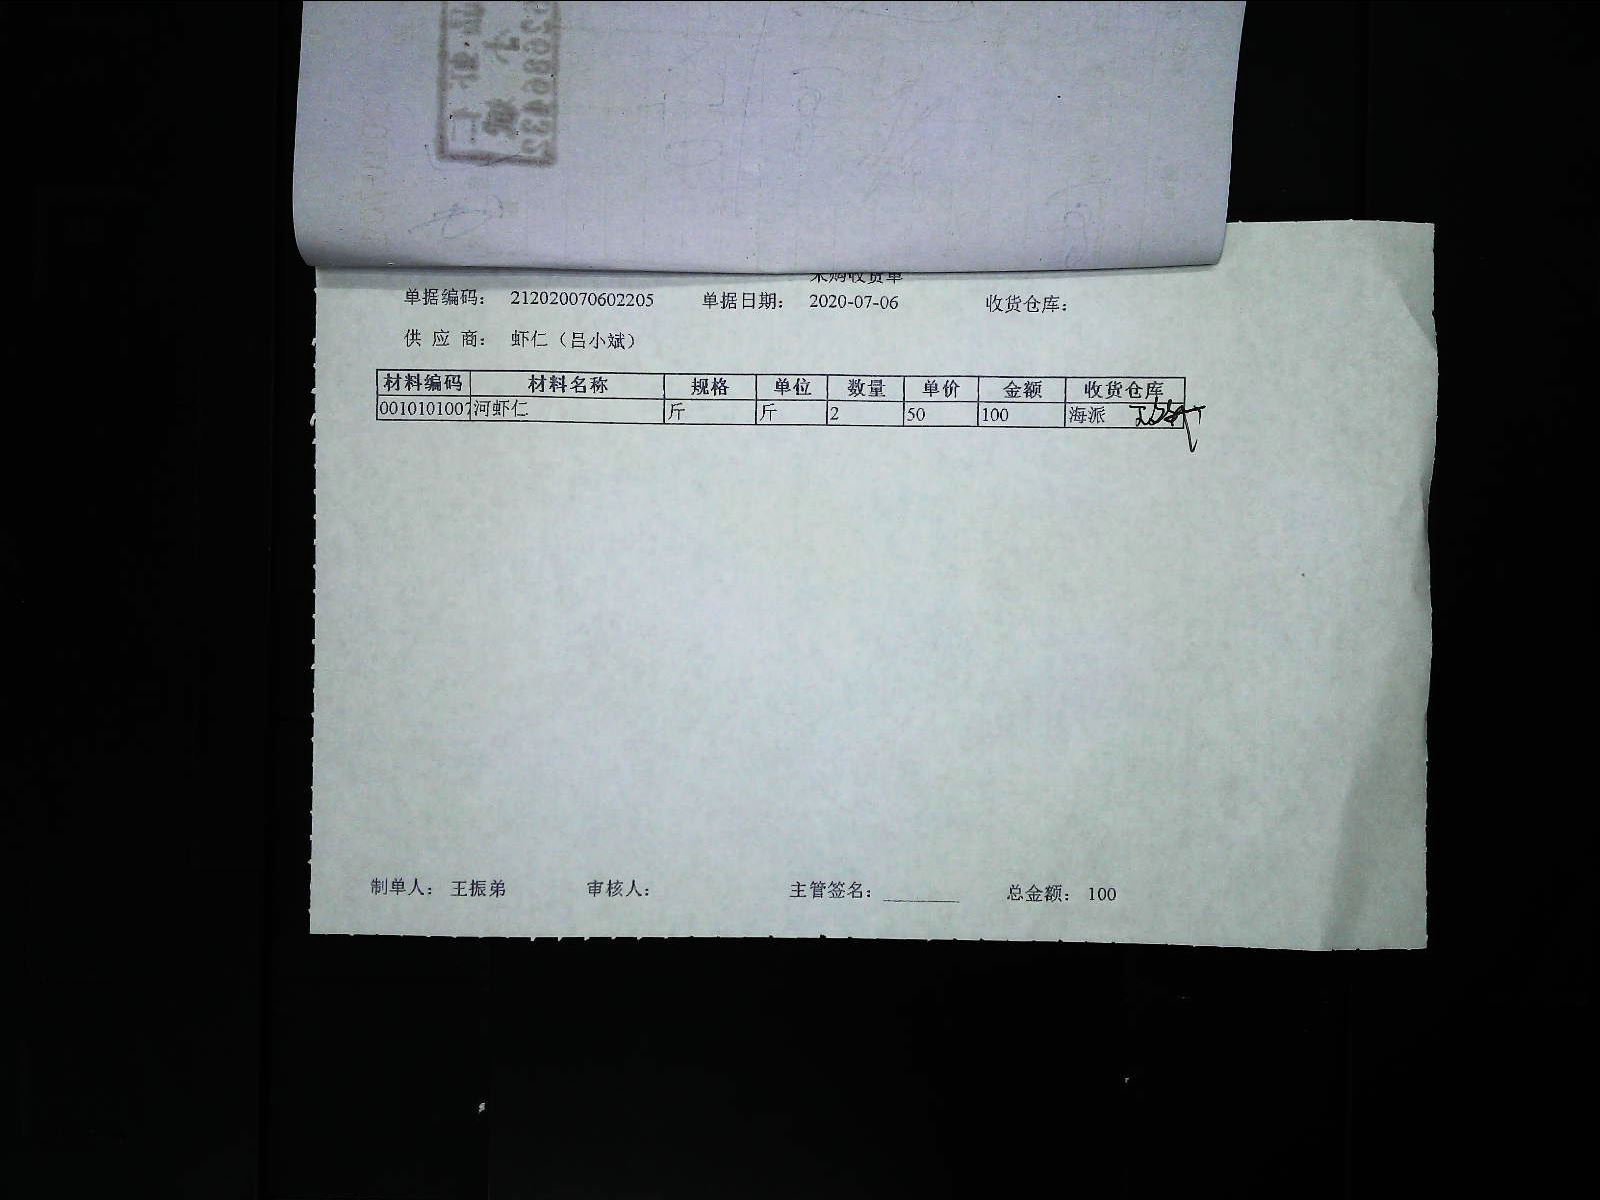 采购收货单
单据编码： 212020070602205 单据日期： 2020-07-06 收货仓库：
供 应 商： 虾仁（吕小斌）
材料编码 材料名称 规格 单位 数量 单价 金额 收货仓库
0010101007 河虾仁 斤 斤 2 50 100 海派
制单人： 王振弟 审核人： 主管签名： 总金额： 100